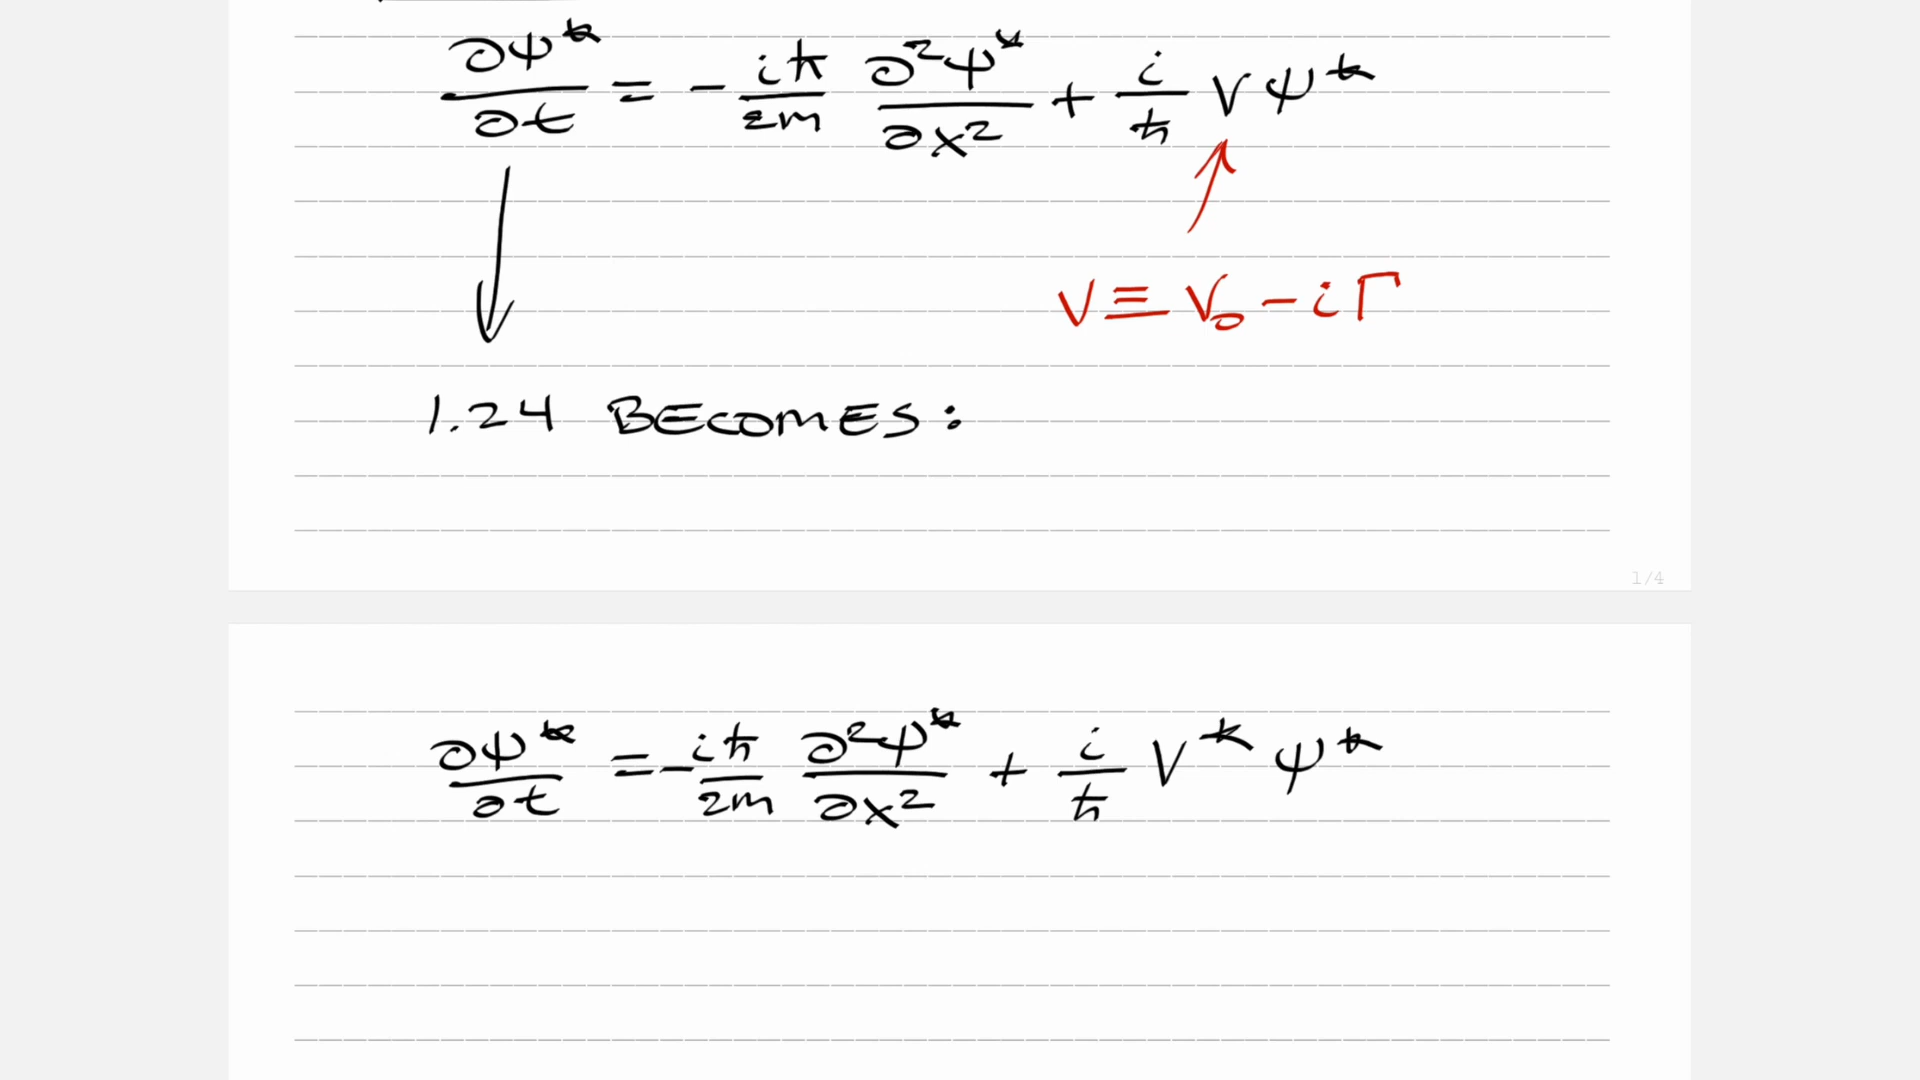 ∂ψ*/∂t = - iħ/2m ∂²ψ*/∂x² + i/ħ Vψ*
V ≡ V₀ - iΓ
1.24 BECOMES:
1/4
∂ψ*/∂t = - iħ/2m ∂²ψ*/∂x² + i/ħ V* ψ*